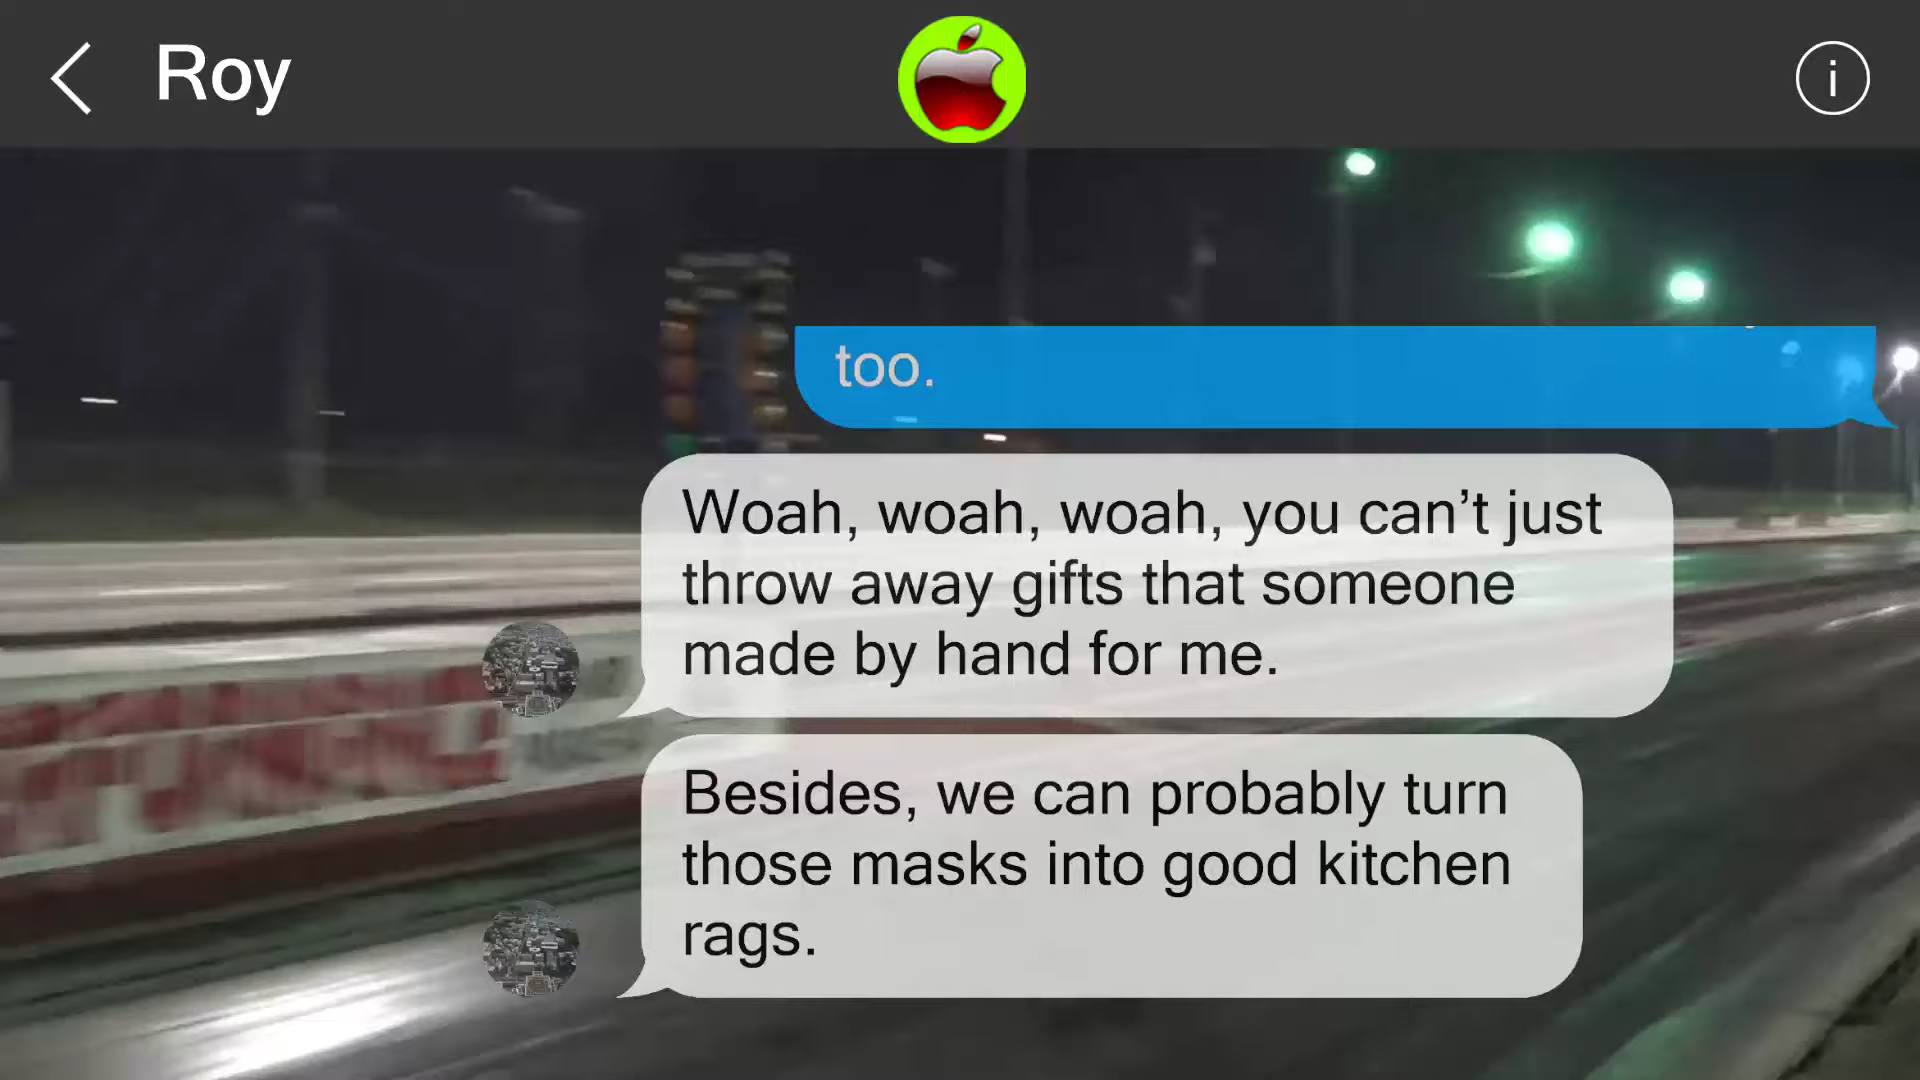 Roy
i
too.
Woah, woah, woah, you can’t just
throw away gifts that someone
made by hand for me.
Besides, we can probably turn
those masks into good kitchen
rags.